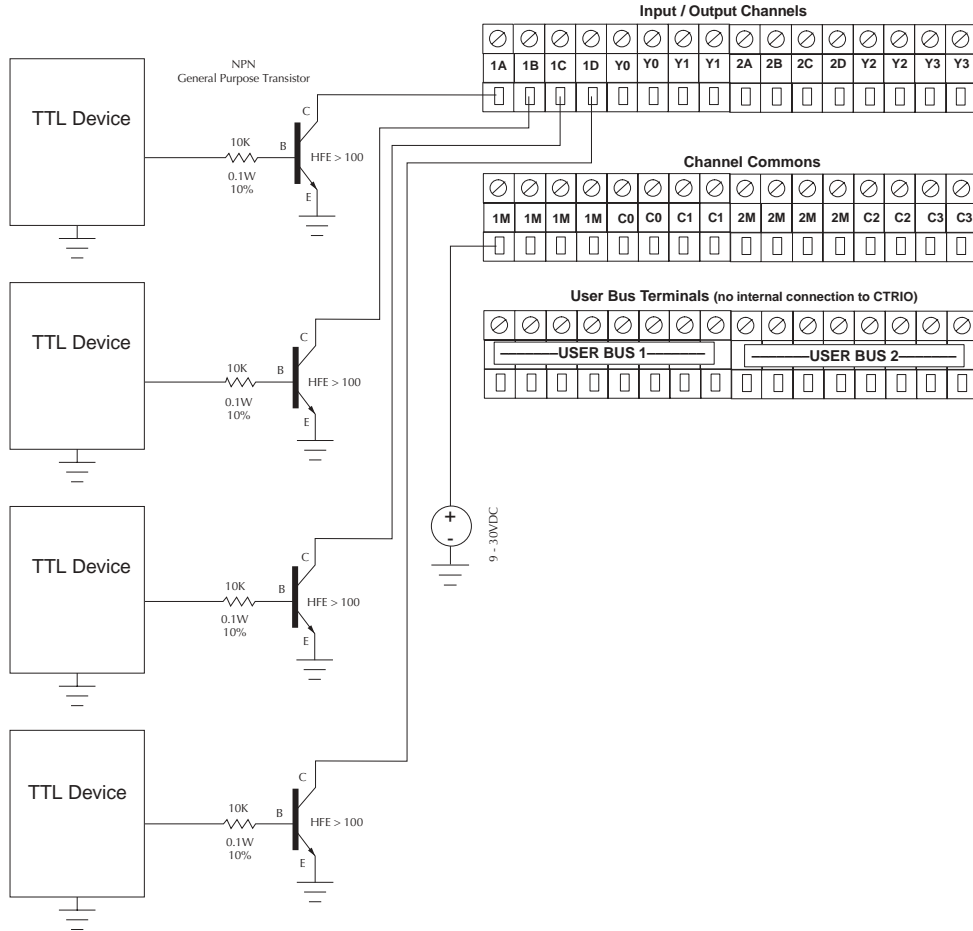 Input / Output Channels
1A 1B 1C 1D Y0 Y0 Y1 Y1 2A 2B 2C 2D Y2 Y2 Y3 Y3
Channel Commons
1M 1M 1M 1M C0 C0 C1 C1 2M 2M 2M 2M C2 C2 C3 C3
User Bus Terminals (no internal connection to CTRIO)
USER BUS 1 USER BUS 2
NPN
General Purpose Transistor
TTL Device
10K
0.1W
10%
B
C
E
HFE > 100
TTL Device
10K
0.1W
10%
B
C
E
HFE > 100
TTL Device
10K
0.1W
10%
B
C
E
HFE > 100
TTL Device
10K
0.1W
10%
B
C
E
HFE > 100
+
-
9 - 30VDC